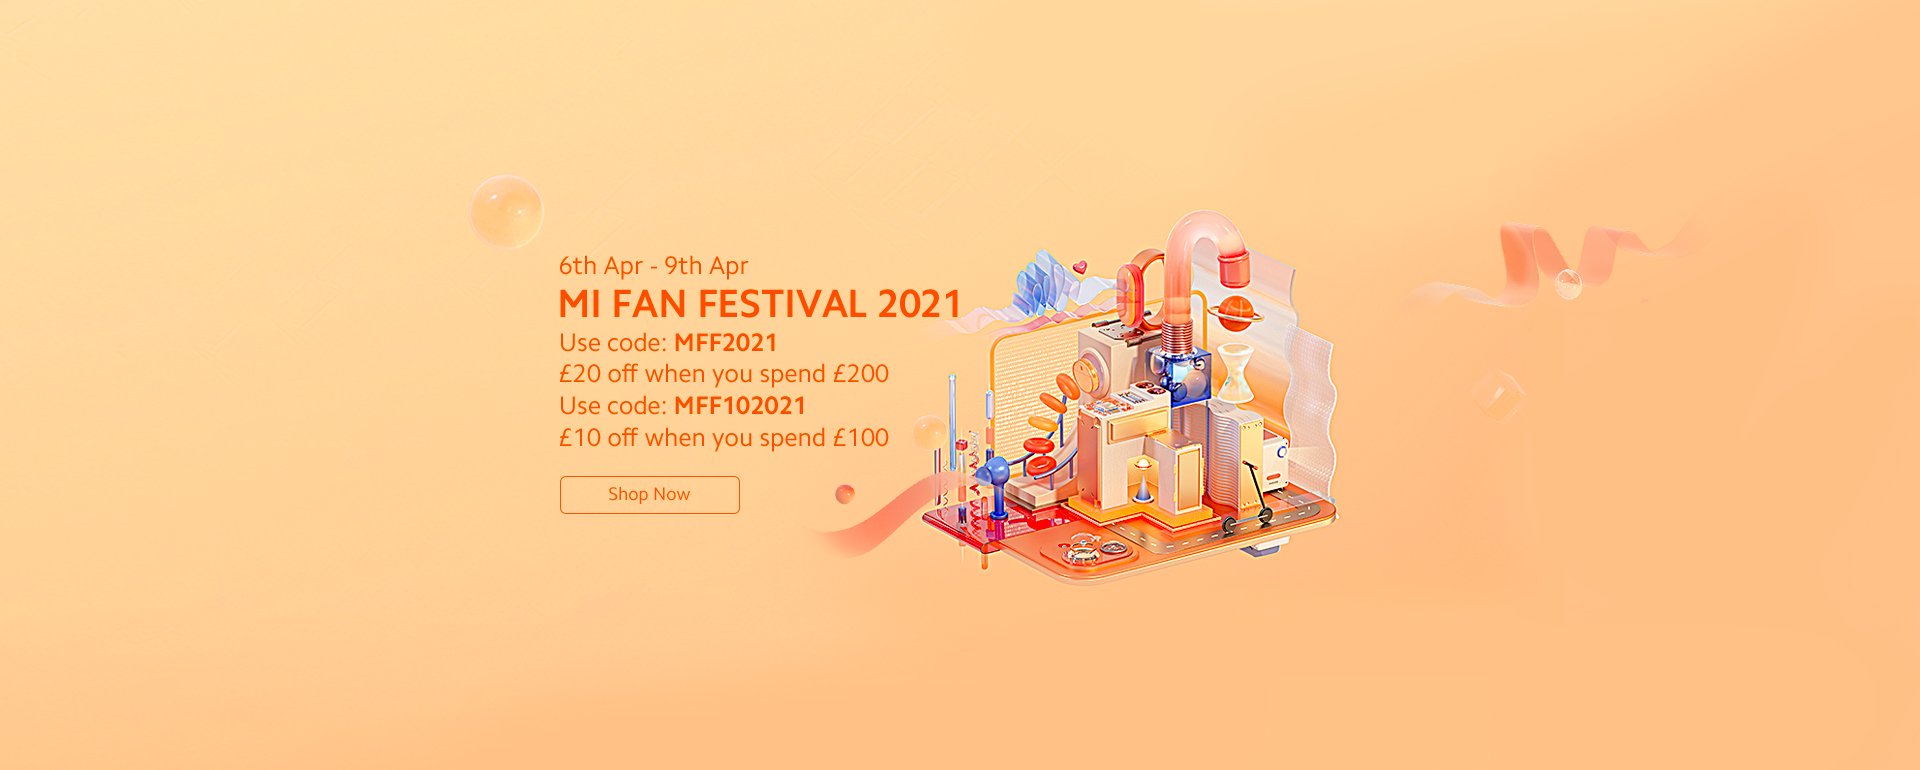 6th Apr - 9th Apr
MI FAN FESTIVAL 2021
Use code: MFF2021
£20 off when you spend £200
Use code: MFF102021
£10 off when you spend £100
Shop Now